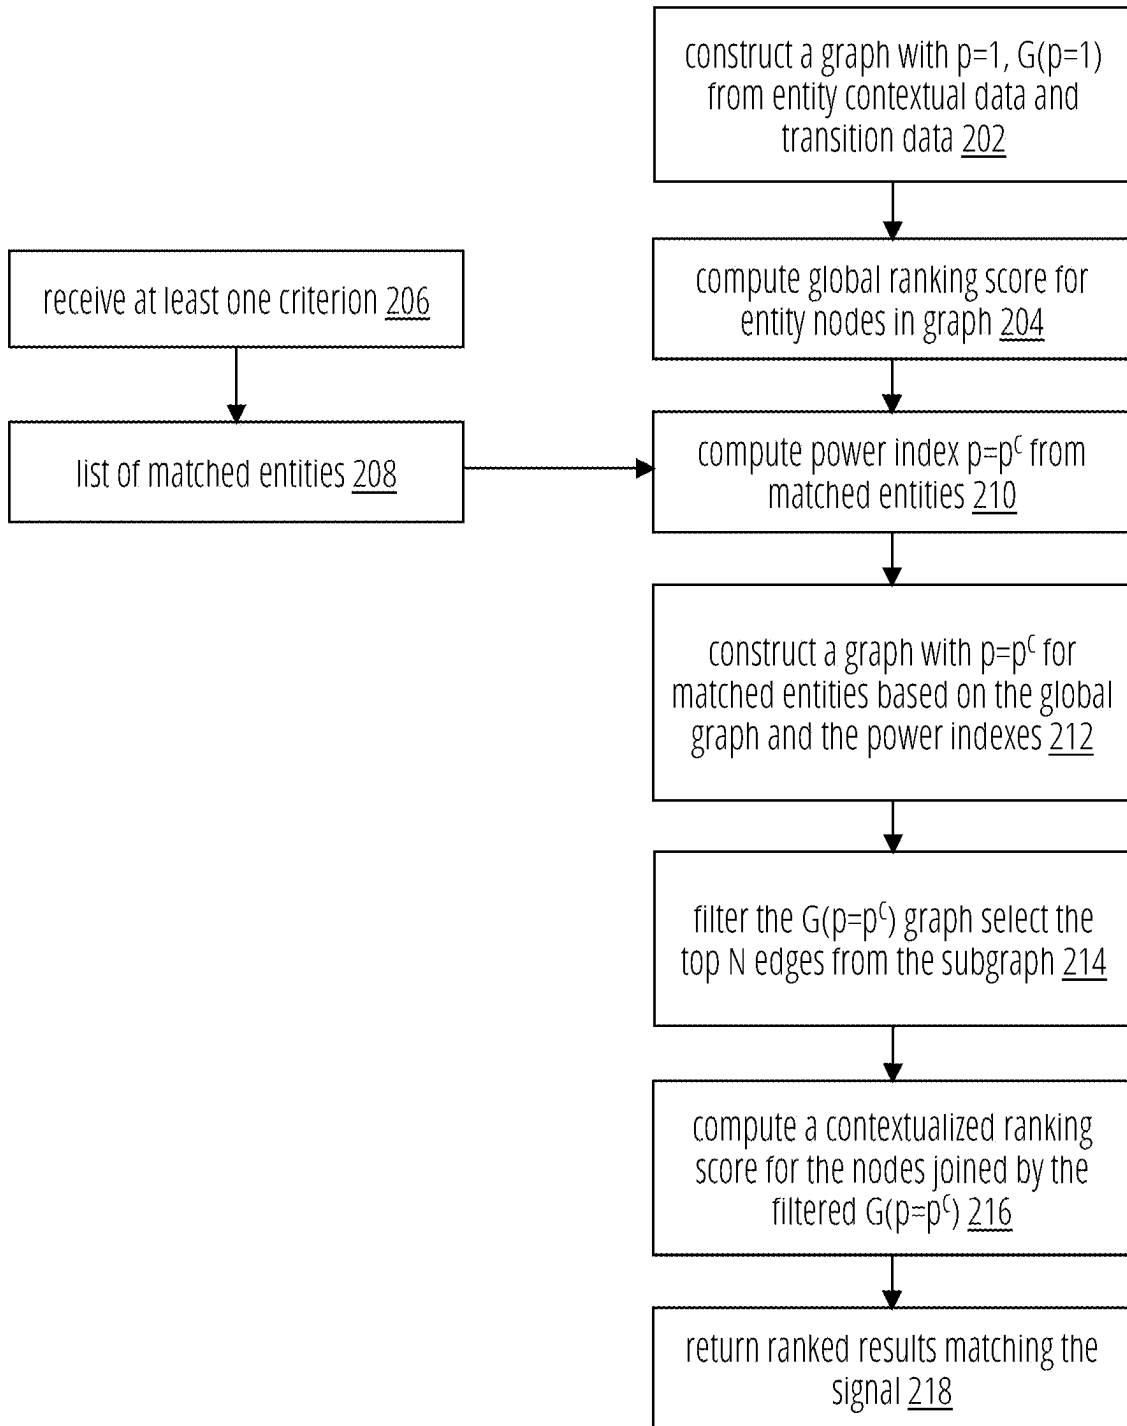 construct a graph with p=1, G(p=1)
from entity contextual data and
transition data 202
compute global ranking score for
entity nodes in graph 204
receive at least one criterion 206
list of matched entities 208
compute power index p=pᶜ from
matched entities 210
construct a graph with p=pᶜ for
matched entities based on the global
graph and the power indexes 212
filter the G(p=pᶜ) graph select the
top N edges from the subgraph 214
compute a contextualized ranking
score for the nodes joined by the
filtered G(p=pᶜ) 216
return ranked results matching the
signal 218